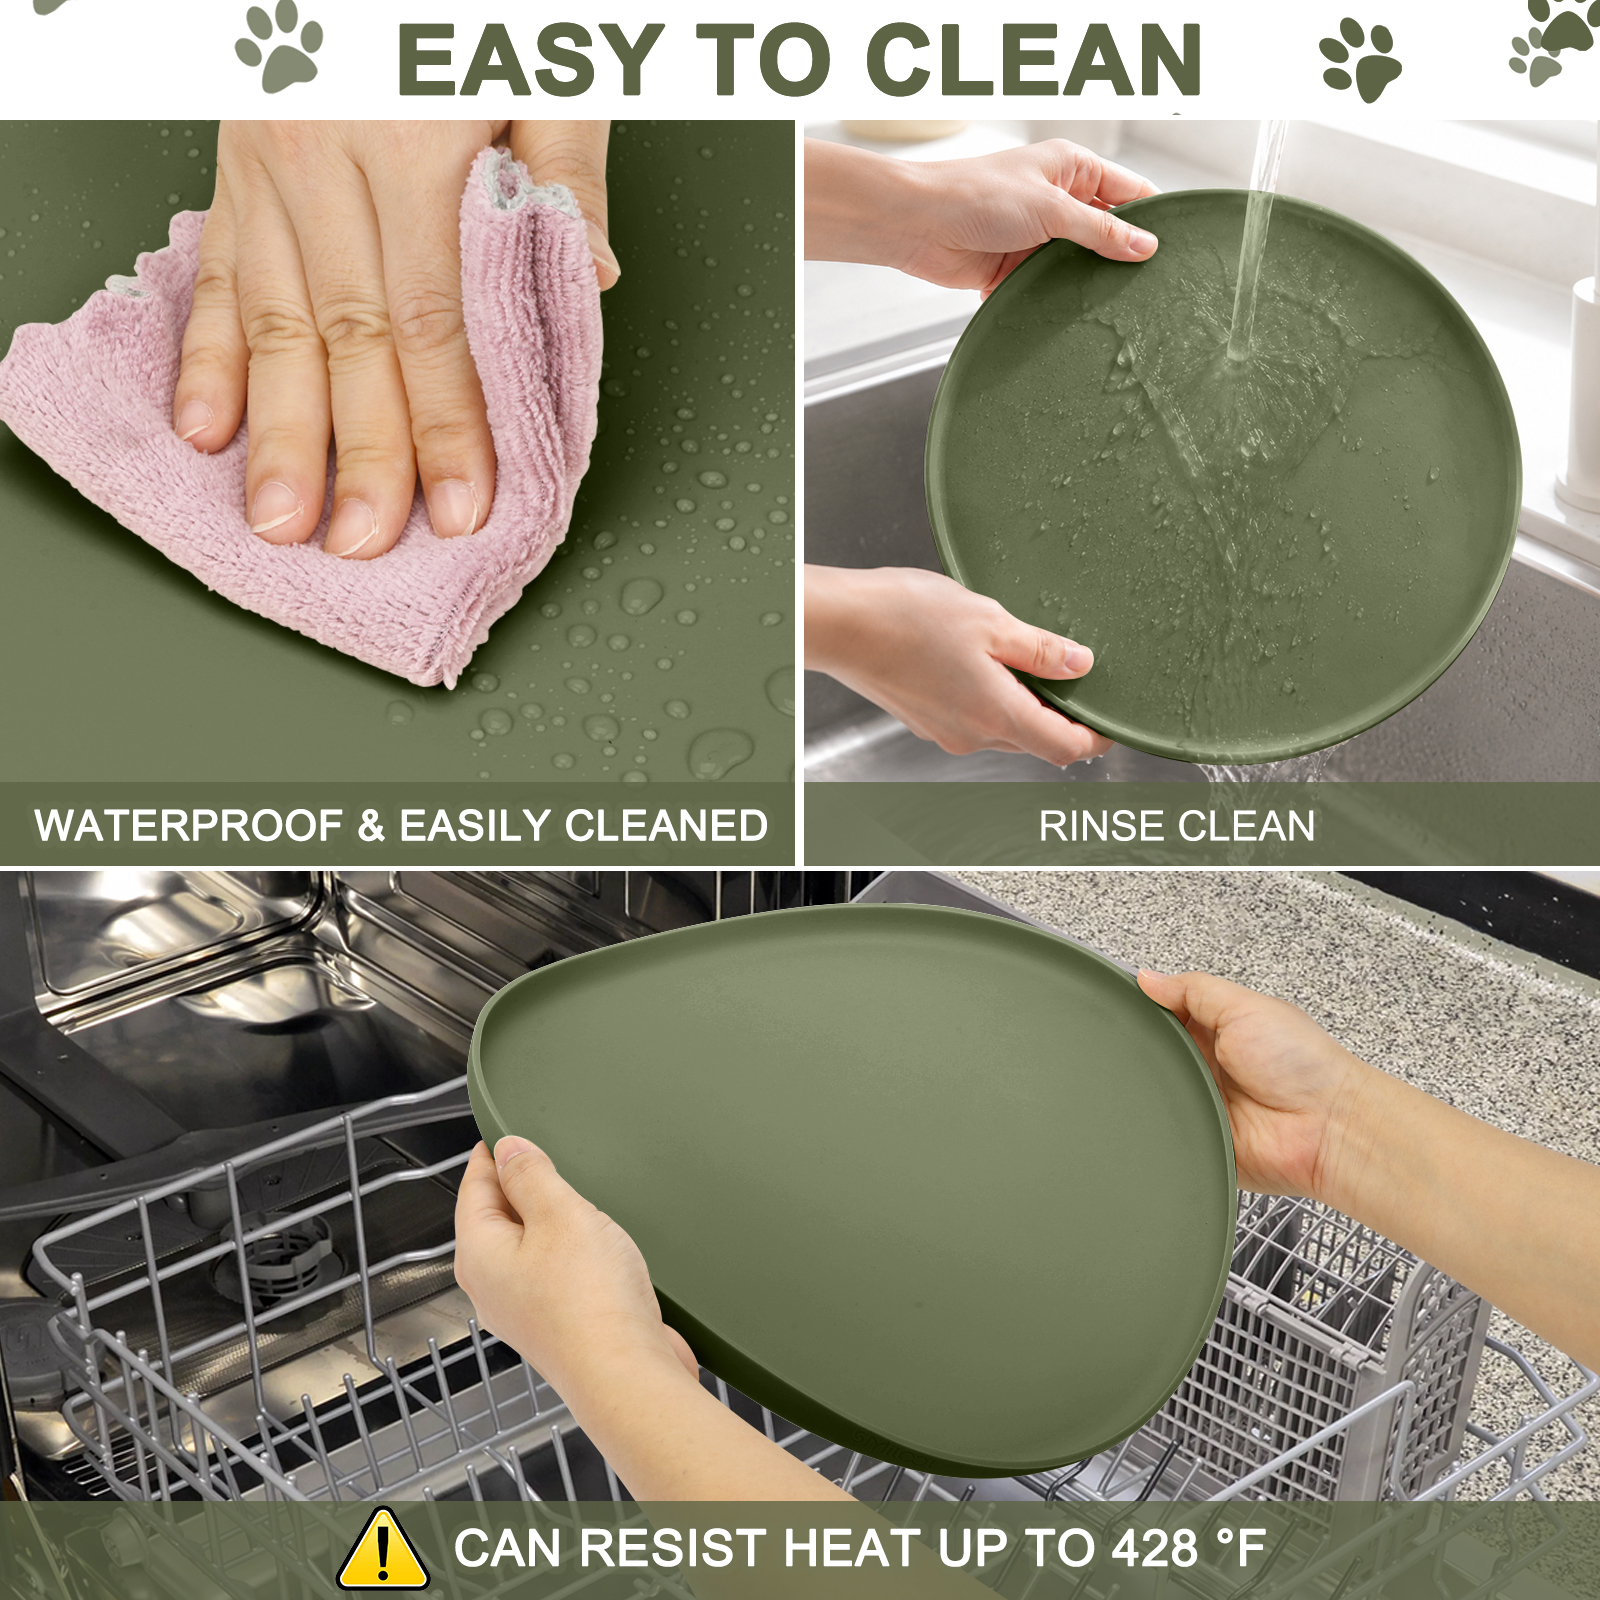 EASY TO CLEAN
WATERPROOF & EASILY CLEANED
RINSE CLEAN
CAN RESIST HEAT UP TO 428 °F